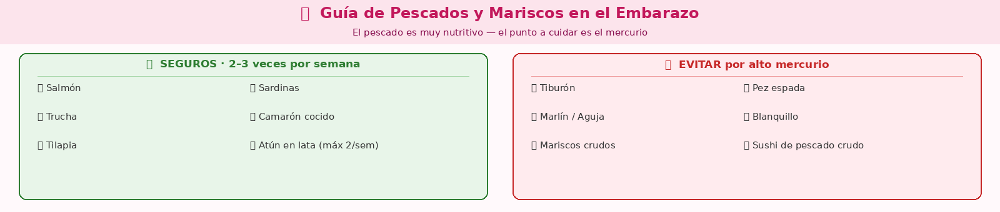 Guía de Pescados y Mariscos en el Embarazo
El pescado es muy nutritivo — el punto a cuidar es el mercurio
SEGUROS · 2–3 veces por semana
Salmón
Sardinas
Trucha
Camarón cocido
Tilapia
Atún en lata (máx 2/sem)
EVITAR por alto mercurio
Tiburón
Pez espada
Marlín / Aguja
Blanquillo
Mariscos crudos
Sushi de pescado crudo